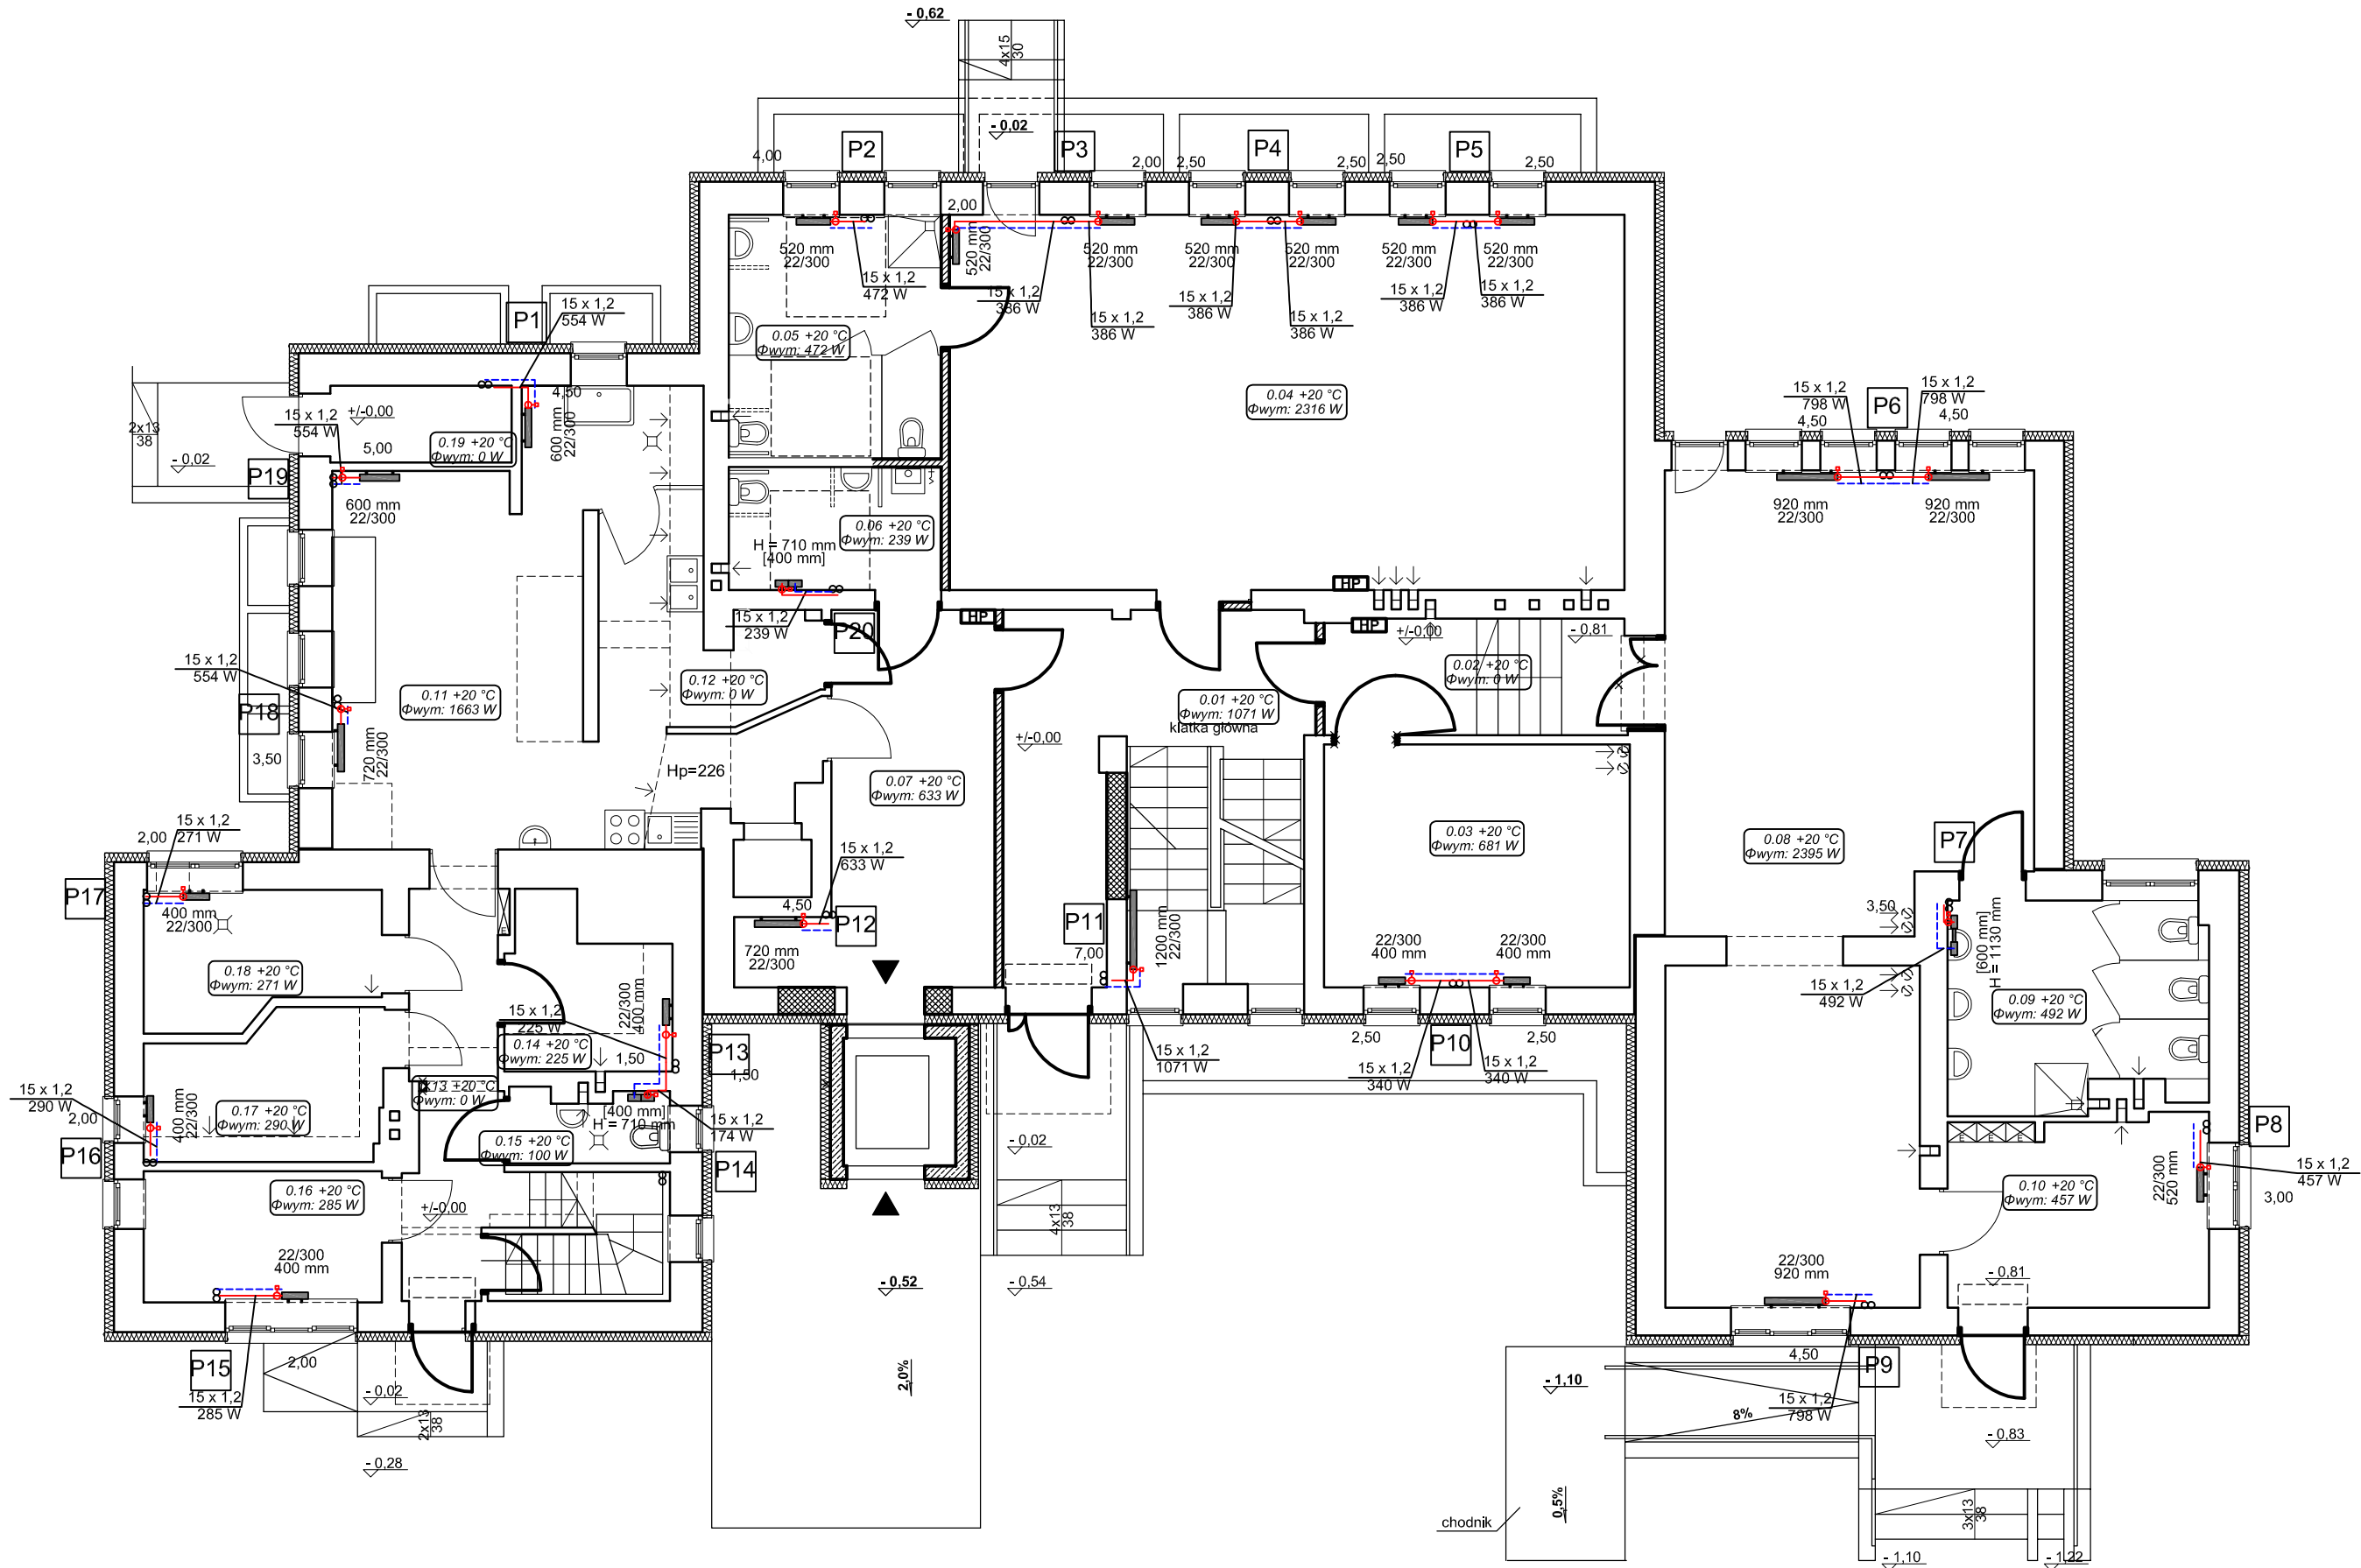 - 0,62
4x15
30
- 0,02
P2
P3
P4
P5
4,00
2,00
2,50
2,50
2,50
2,50
2,00
520 mm
22/300
520 mm
22/300
520 mm
22/300
520 mm
22/300
520 mm
22/300
520 mm
22/300
520 mm
22/300
15 x 1,2
472 W
15 x 1,2
386 W
15 x 1,2
386 W
15 x 1,2
386 W
15 x 1,2
386 W
15 x 1,2
386 W
15 x 1,2
386 W
P1
15 x 1,2
554 W
0.05 +20 °C
Φwym: 472 W
0.04 +20 °C
Φwym: 2316 W
4,50
600 mm
22/300
15 x 1,2
554 W
+/-0,00
5,00
0.19 +20 °C
Φwym: 0 W
2x13
38
- 0,02
P19
600 mm
22/300
15 x 1,2
798 W
15 x 1,2
798 W
P6
4,50
4,50
920 mm
22/300
920 mm
22/300
0.06 +20 °C
Φwym: 239 W
H = 710 mm
[400 mm]
HP
HP
HP
15 x 1,2
239 W
P20
+/-0,00
- 0,81
15 x 1,2
554 W
P18
0.11 +20 °C
Φwym: 1663 W
0.12 +20 °C
Φwym: 0 W
0.02 +20 °C
Φwym: 0 W
0.01 +20 °C
Φwym: 1071 W
klatka główna
+/-0,00
3,50
720 mm
22/300
Hp=226
0.07 +20 °C
Φwym: 633 W
0.03 +20 °C
Φwym: 681 W
0.08 +20 °C
Φwym: 2395 W
P7
2,00
15 x 1,2
271 W
P17
400 mm
22/300
15 x 1,2
633 W
4,50
P12
720 mm
22/300
P11
7,00
1200 mm
22/300
22/300
400 mm
22/300
400 mm
3,50
[600 mm]
H = 1130 mm
15 x 1,2
492 W
0.09 +20 °C
Φwym: 492 W
E
0.18 +20 °C
Φwym: 271 W
15 x 1,2
225 W
22/300
400 mm
0.14 +20 °C
Φwym: 225 W
1,50
P13
1,50
15 x 1,2
1071 W
2,50
P10
2,50
15 x 1,2
340 W
15 x 1,2
340 W
15 x 1,2
290 W
2,00
P16
400 mm
22/300
0.17 +20 °C
Φwym: 290 W
13 +20 °C
Φwym: 0 W
[400 mm]
H = 710 mm
15 x 1,2
174 W
0.15 +20 °C
Φwym: 100 W
P14
- 0,02
E
E
E
P8
15 x 1,2
457 W
3,00
22/300
520 mm
0.10 +20 °C
Φwym: 457 W
0.16 +20 °C
Φwym: 285 W
+/-0,00
4x13
38
22/300
400 mm
- 0,52
- 0,54
22/300
920 mm
- 0,81
P15
2,00
15 x 1,2
285 W
- 0,02
2x13
38
- 0,28
2,0%
- 1,10
4,50
P9
15 x 1,2
798 W
8%
- 0,83
0,5%
chodnik
3x13
38
- 1,10
- 1,22